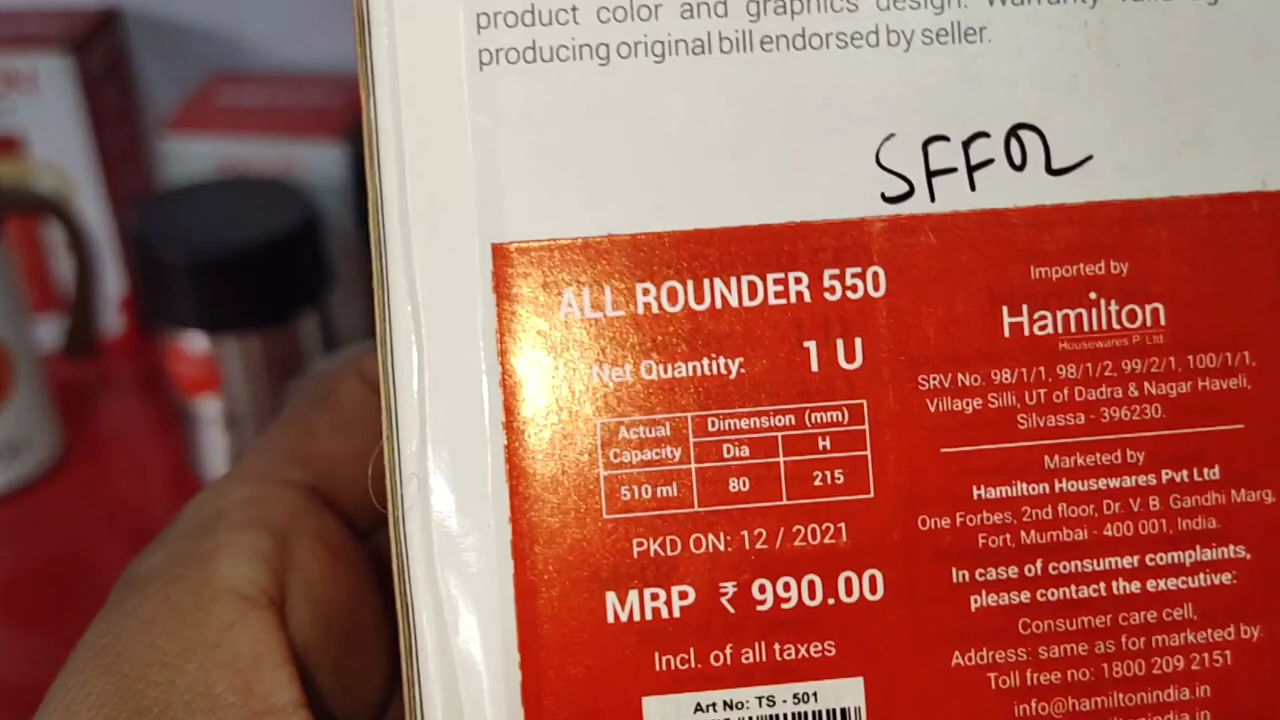 product color and graphics design. Warranty
producing original bill endorsed by seller.
SFF02
ALL ROUNDER 550
Net Quantity: 1 U
Actual Capacity
Dimension (mm)
Dia
H
510 ml
80
215
PKD ON: 12 / 2021
MRP ₹ 990.00
Incl. of all taxes
Art No: TS - 501
Imported by
Hamilton
Housewares P. Ltd
SRV No. 98/1/1, 98/1/2, 99/2/1, 100/1/1,
Village Silli, UT of Dadra & Nagar Haveli,
Silvassa - 396230.
Marketed by
Hamilton Housewares Pvt Ltd
One Forbes, 2nd floor, Dr. V. B. Gandhi Marg,
Fort, Mumbai - 400 001, India.
In case of consumer complaints,
please contact the executive:
Consumer care cell,
Address: same as for marketed by.
Toll free no: 1800 209 2151
info@hamiltonindia.in